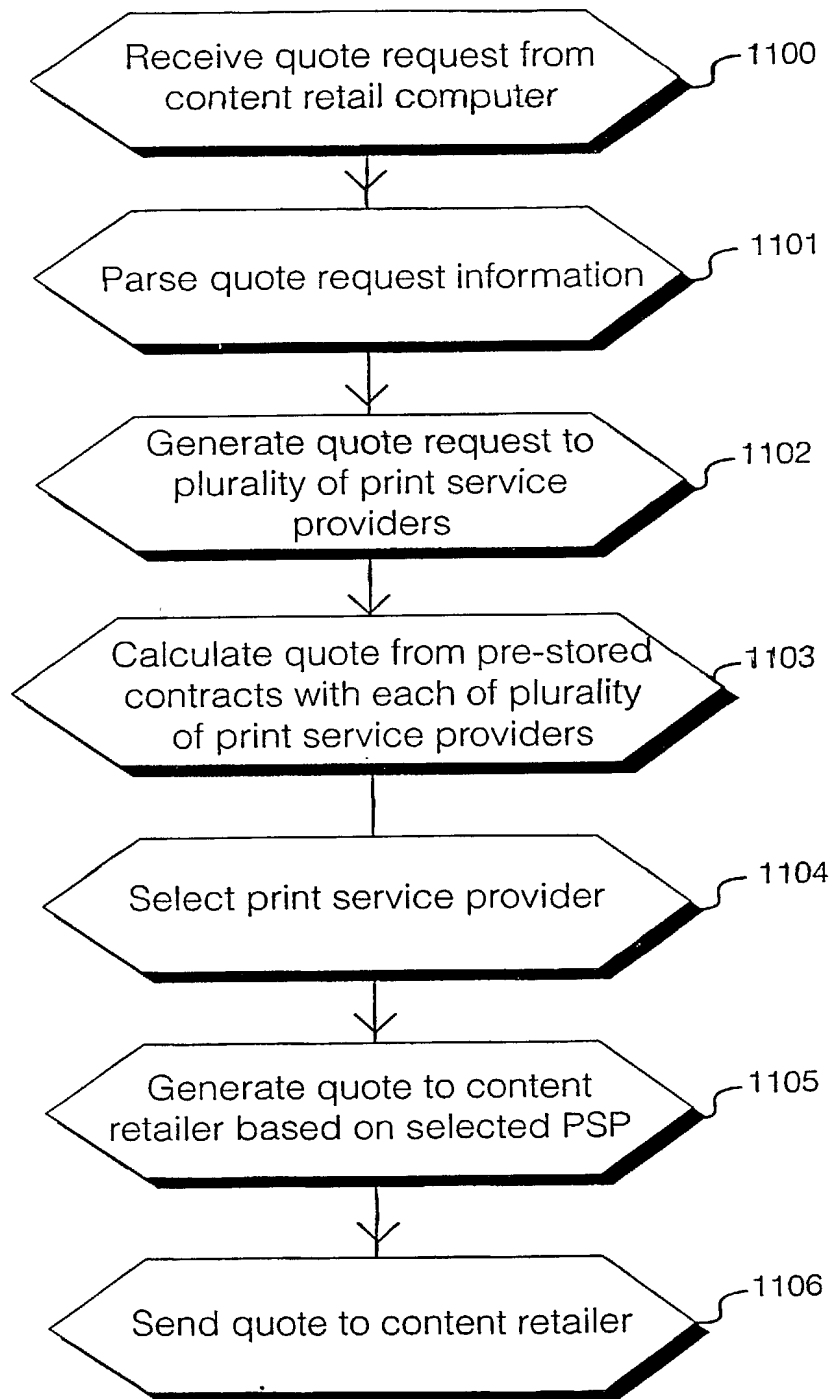 Receive quote request from
content retail computer
1100
Parse quote request information
1101
Generate quote request to
plurality of print service
providers
1102
Calculate quote from pre-stored
contracts with each of plurality
of print service providers
1103
Select print service provider
1104
Generate quote to content
retailer based on selected PSP
1105
Send quote to content retailer
1106